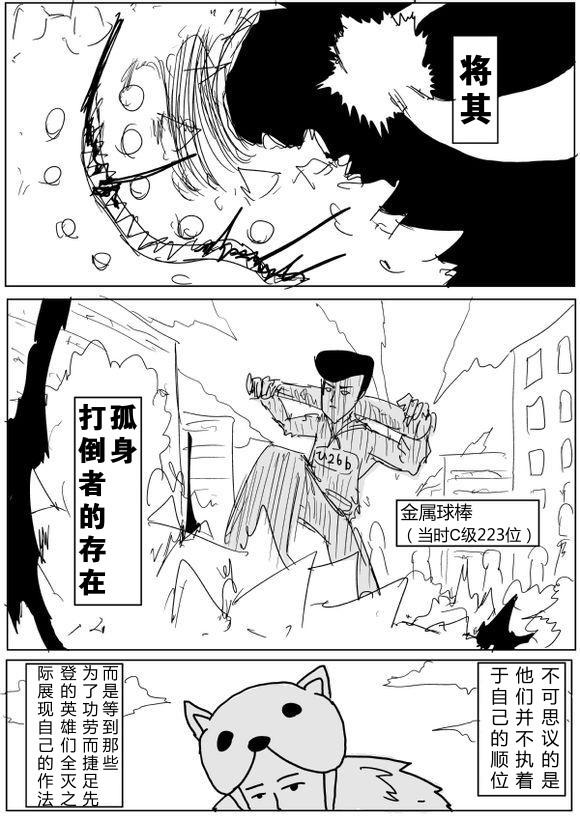 将其
孤身
打倒者的存在
金属球棒
（当时C级223位）
不可思议的是
他们并不执着
于自己的顺位
而是等到那些
为了功劳而捷足先
登的英雄们全灭之
际展现自己的作法